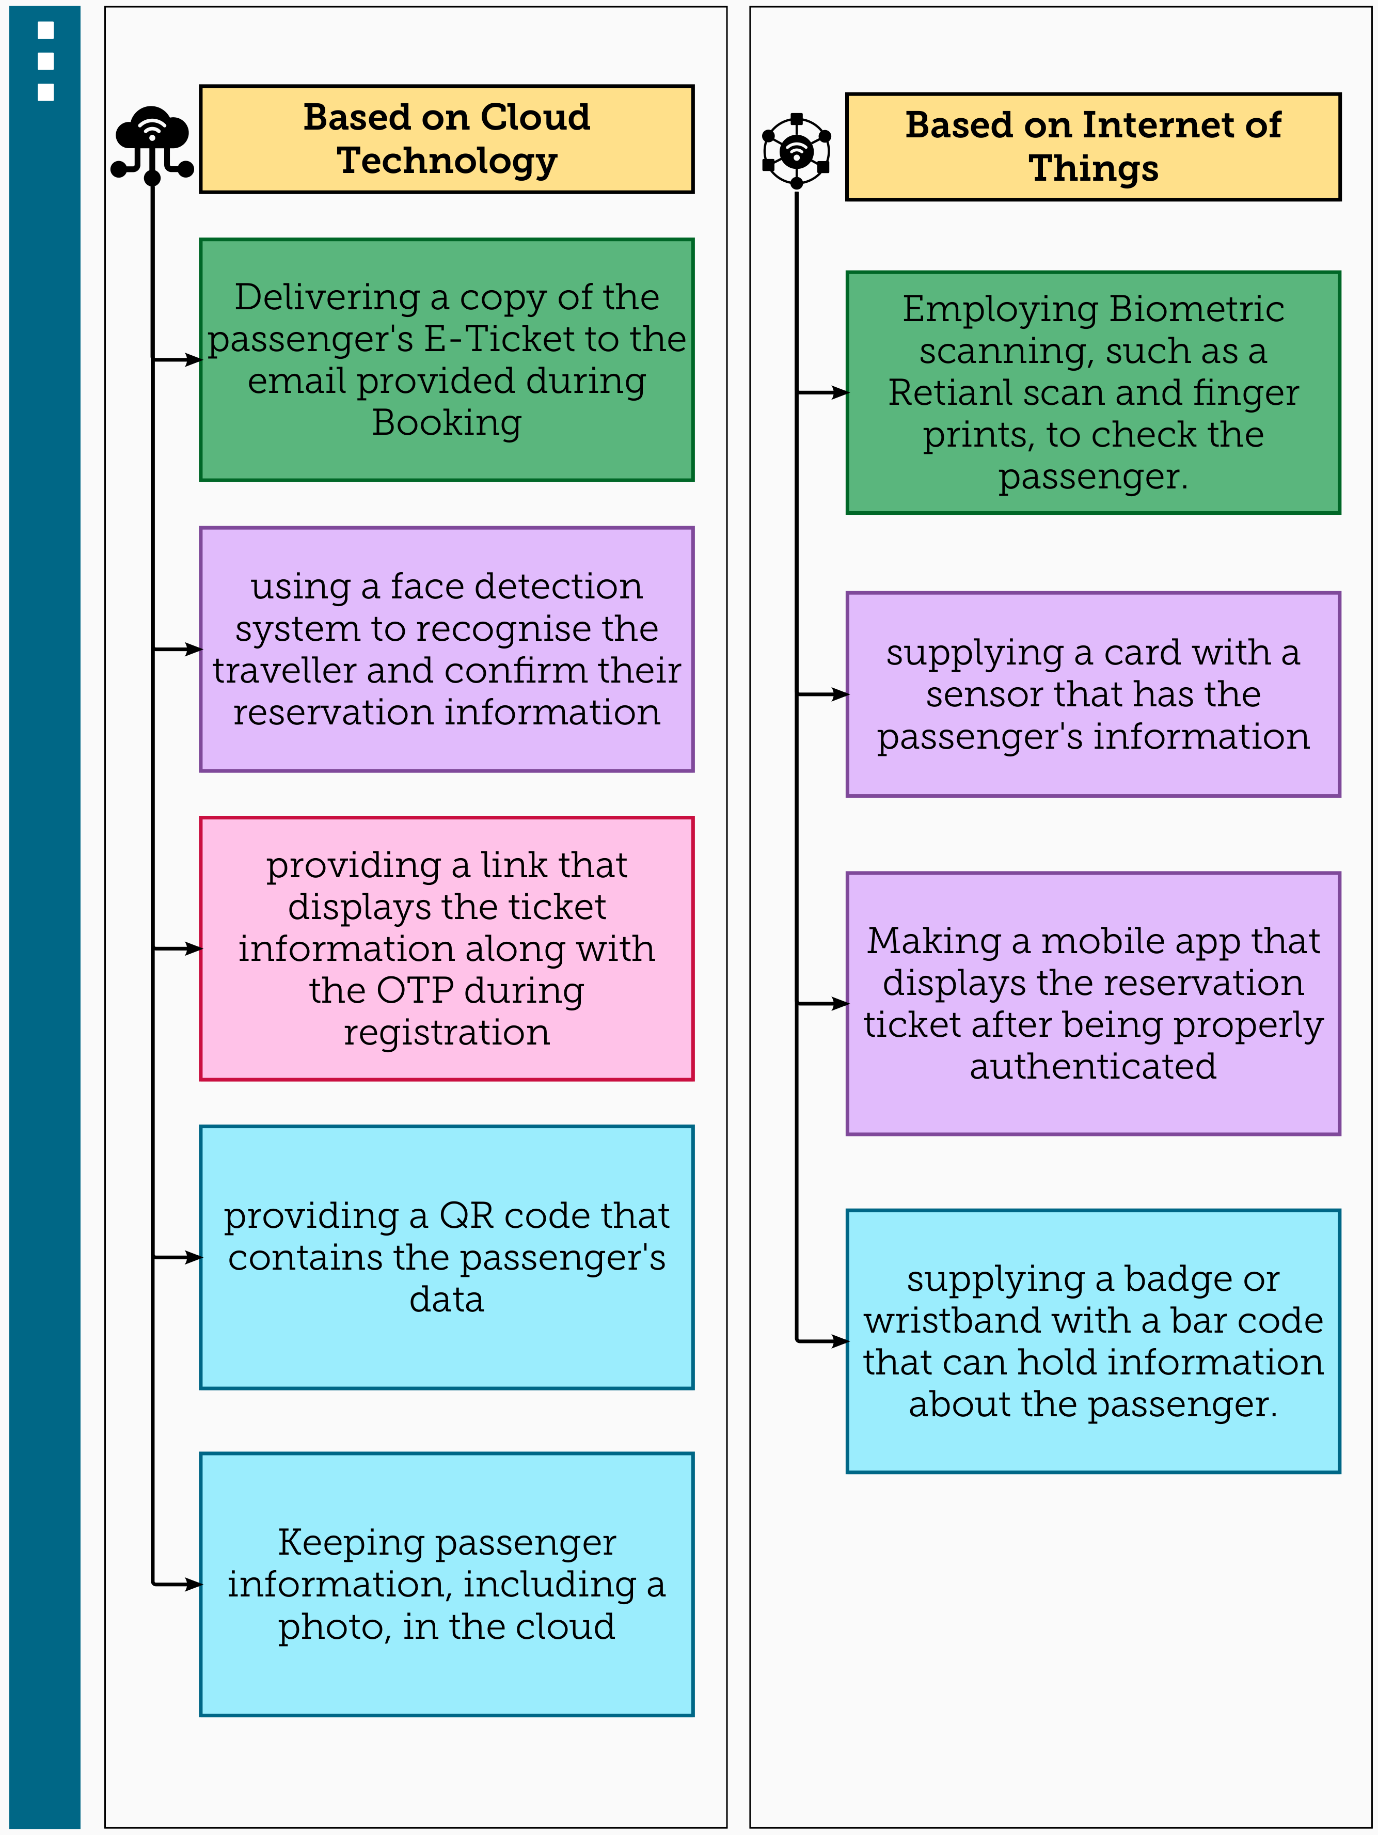 Based on Cloud
Technology
Delivering a copy of the
passenger's E-Ticket to the
email provided during
Booking
using a face detection
system to recognise the
traveller and confirm their
reservation information
providing a link that
displays the ticket
information along with
the OTP during
registration
providing a QR code that
contains the passenger's
data
Keeping passenger
information, including a
photo, in the cloud
Based on Internet of
Things
Employing Biometric
scanning, such as a
Retianl scan and finger
prints, to check the
passenger.
supplying a card with a
sensor that has the
passenger's information
Making a mobile app that
displays the reservation
ticket after being properly
authenticated
supplying a badge or
wristband with a bar code
that can hold information
about the passenger.